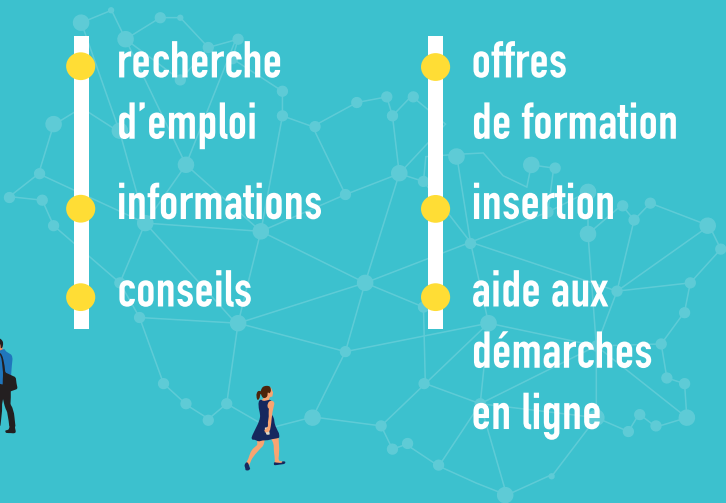 recherche
d’emploi
informations
conseils
offres
de formation
insertion
aide aux
démarches
en ligne